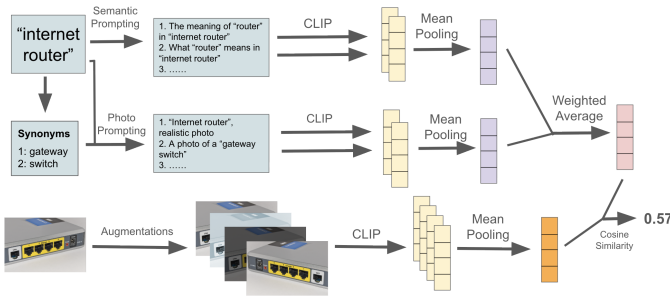 "internet
router"
Semantic
Prompting
1. The meaning of "router"
in "internet router"
2. What "router" means in
"internet router"
3. ......
CLIP
Mean
Pooling
Synonyms
1: gateway
2: switch
Photo
Prompting
1. "Internet router",
realistic photo
2. A photo of a "gateway
switch"
3. ......
CLIP
Mean
Pooling
Weighted
Average
Augmentations
CLIP
Mean
Pooling
Cosine
Similarity
0.57